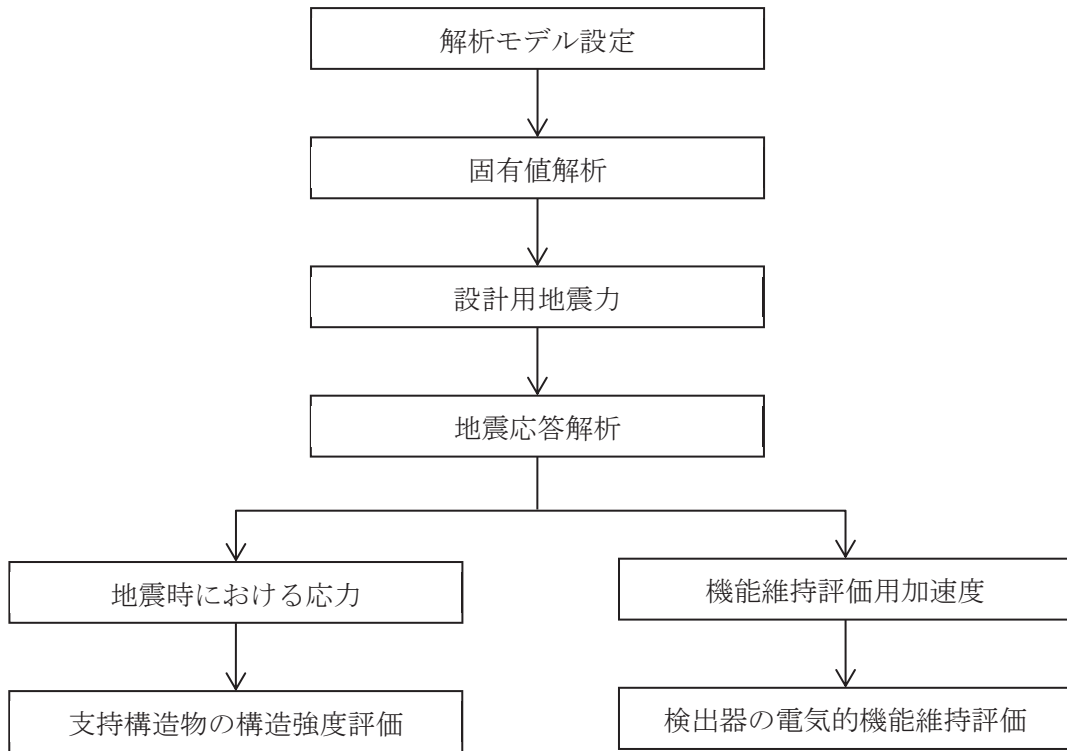 解析モデル設定
固有値解析
設計用地震力
地震応答解析
地震時における応力
機能維持評価用加速度
支持構造物の構造強度評価
検出器の電気的機能維持評価